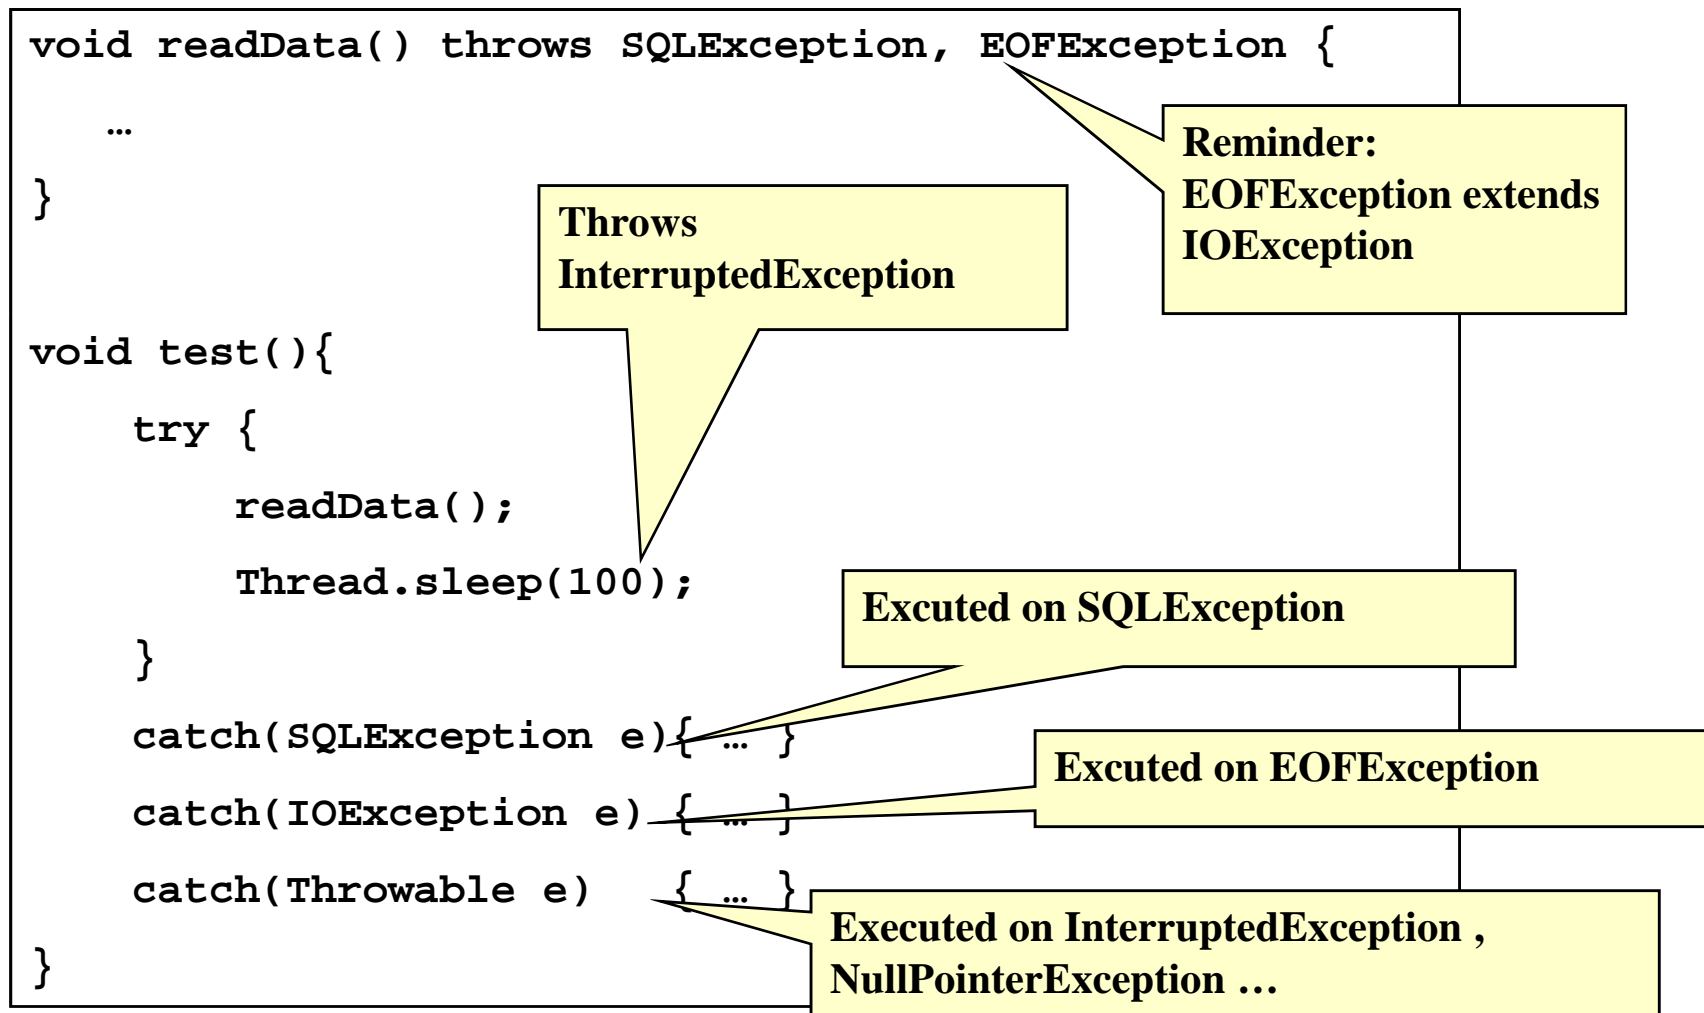 void readData() throws SQLException, EOFException {
…
}
Reminder:
EOFException extends
IOException
Throws
InterruptedException
void test(){
try {
readData();
Thread.sleep(100);
}
Excuted on SQLException
catch(SQLException e){ … }
Excuted on EOFException
catch(IOException e) { … }
catch(Throwable e) { … }
Executed on InterruptedException ,
NullPointerException …
}